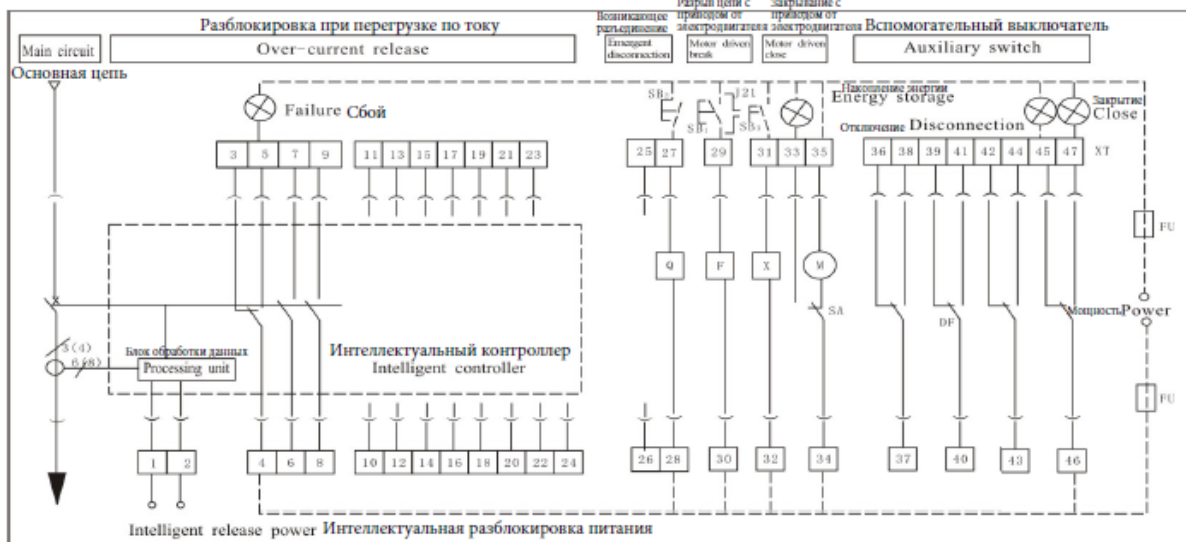 Разблокировка при перегрузке по току
Возникающее
разъединение
Разрыв цепи с
приводом от
электродвигателя
Закрывание с
приводом от
электродвигателя
Вспомогательный выключатель
Main circuit
Over-current release
Emergent
disconnection
Motor driven
break
Motor driven
close
Auxiliary switch
Основная цепь
Failure Сбой
SB₂
SB₁
J21
SB₃
Накопление энергии
Energy storage
Отключение Disconnection
Закрытие
Close
3 5 7 9 11 13 15 17 19 21 23 25 27 29 31 33 35 36 38 39 41 42 44 45 47 XT
FU
Q F X M
SA
DF
Мощность Power
3(4)
6(8)
Блок обработки данных
Processing unit
Интеллектуальный контроллер
Intelligent controller
FU
1 2 4 6 8 10 12 14 16 18 20 22 24 26 28 30 32 34 37 40 43 46
Intelligent release power Интеллектуальная разблокировка питания